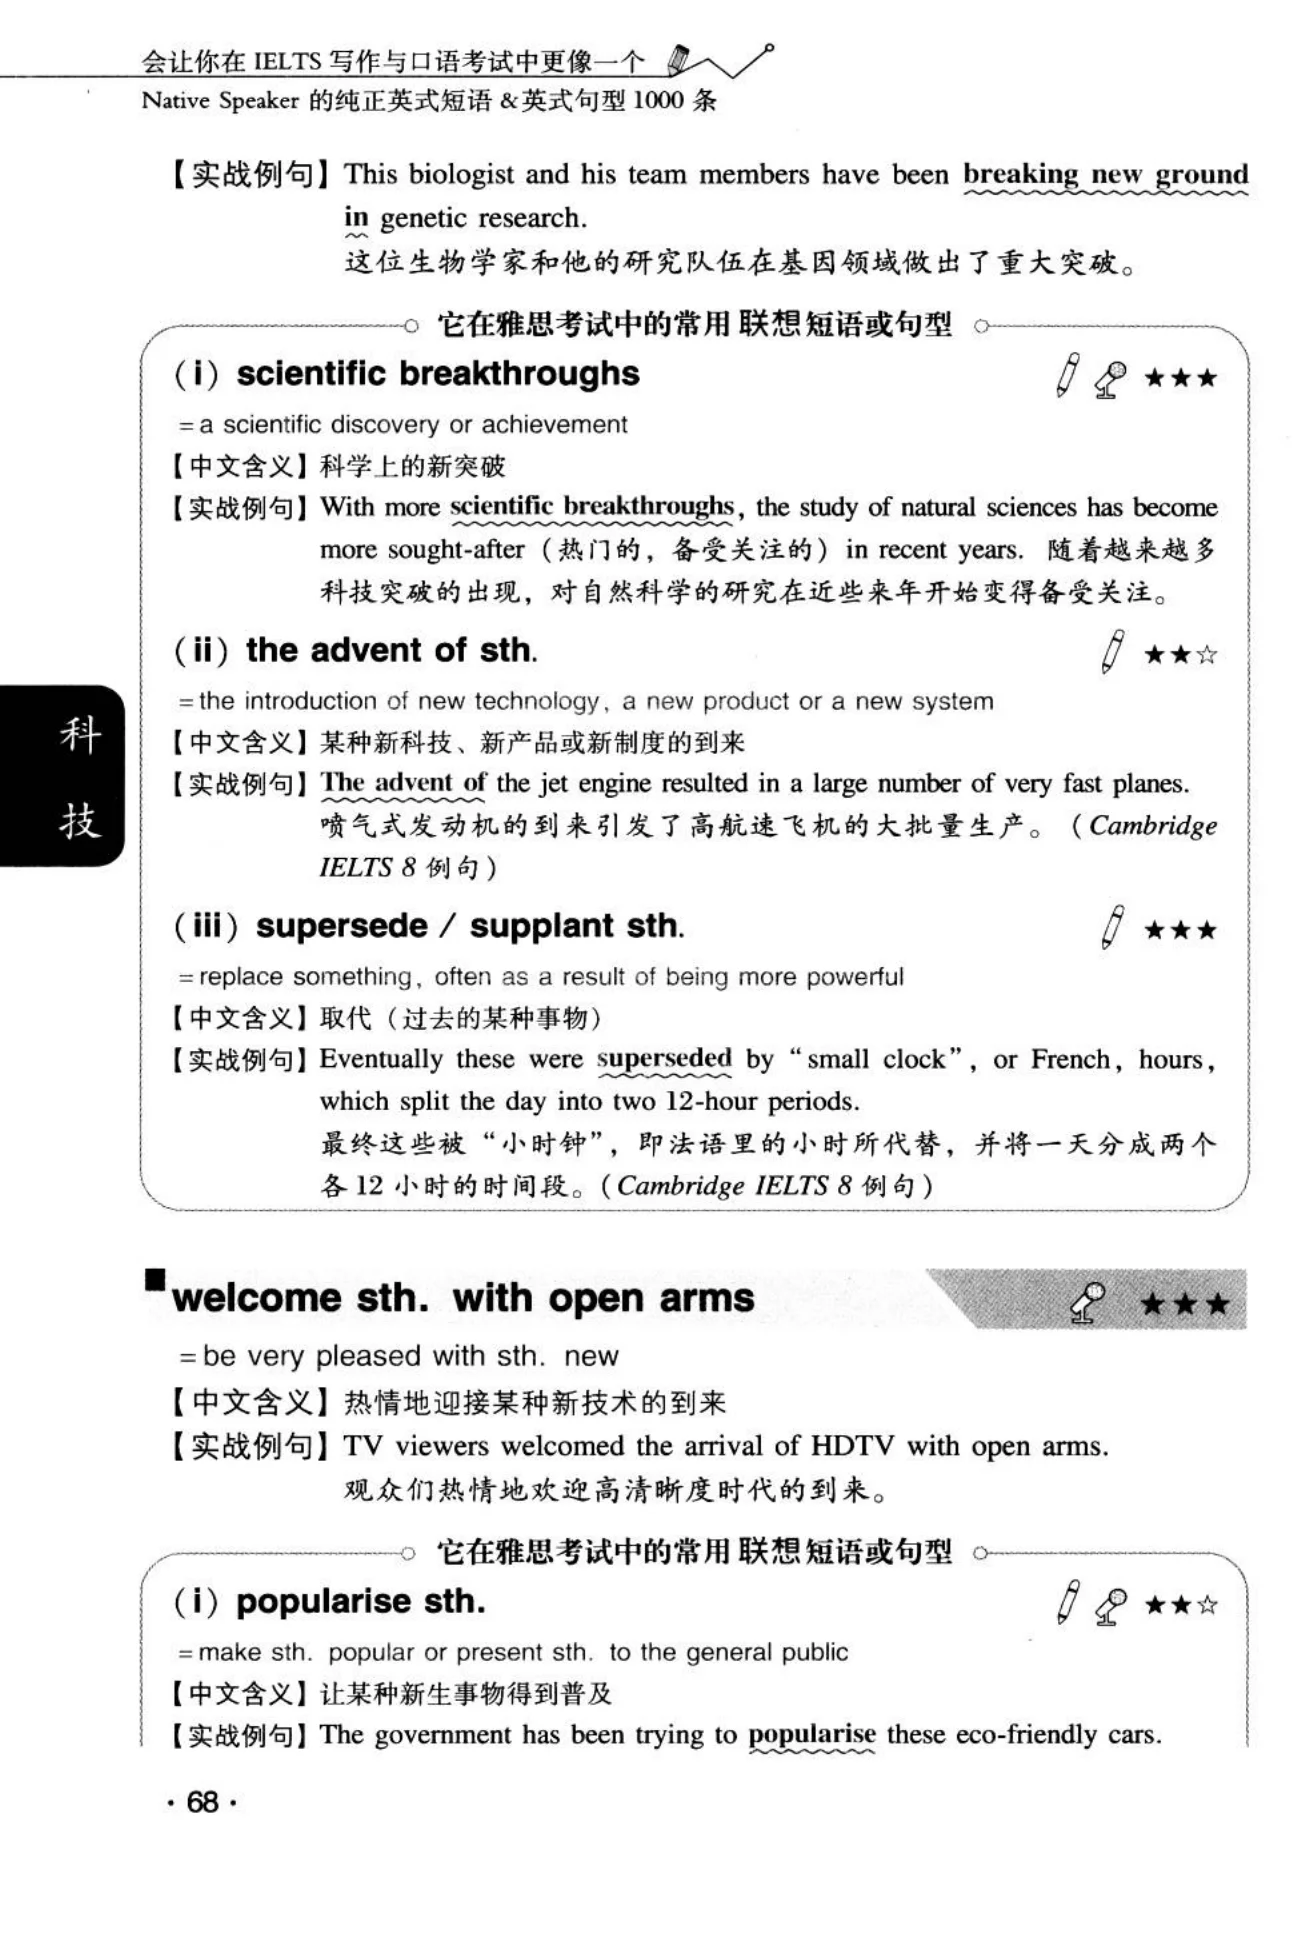 会让你在 IELTS 写作与口语考试中更像一个
Native Speaker 的纯正英式短语 & 英式句型 1000 条
【实战例句】This biologist and his team members have been breaking new ground
in genetic research.
这位生物学家和他的研究队伍在基因领域做出了重大突破。
它在雅思考试中的常用联想短语或句型
(i) scientific breakthroughs ★★★
=a scientific discovery or achievement
【中文含义】科学上的新突破
【实战例句】With more scientific breakthroughs, the study of natural sciences has become
more sought-after (热门的，备受关注的) in recent years. 随着越来越多
科技突破的出现，对自然科学的研究在近些来年开始变得备受关注。
(ii) the advent of sth. ★★☆
=the introduction of new technology, a new product or a new system
【中文含义】某种新科技、新产品或新制度的到来
【实战例句】The advent of the jet engine resulted in a large number of very fast planes.
喷气式发动机的到来引发了高航速飞机的大批量生产。(Cambridge
IELTS 8 例句)
(iii) supersede / supplant sth. ★★★
=replace something, often as a result of being more powerful
【中文含义】取代（过去的某种事物）
【实战例句】Eventually these were superseded by “small clock”, or French, hours,
which split the day into two 12-hour periods.
最终这些被“小时钟”，即法语里的小时所代替，并将一天分成两个
各 12 小时的时间段。(Cambridge IELTS 8 例句)
科
技
■welcome sth. with open arms ★★★
=be very pleased with sth. new
【中文含义】热情地迎接某种新技术的到来
【实战例句】TV viewers welcomed the arrival of HDTV with open arms.
观众们热情地欢迎高清晰度时代的到来。
它在雅思考试中的常用联想短语或句型
(i) popularise sth. ★★☆
=make sth. popular or present sth. to the general public
【中文含义】让某种新生事物得到普及
【实战例句】The government has been trying to popularise these eco-friendly cars.
· 68 ·